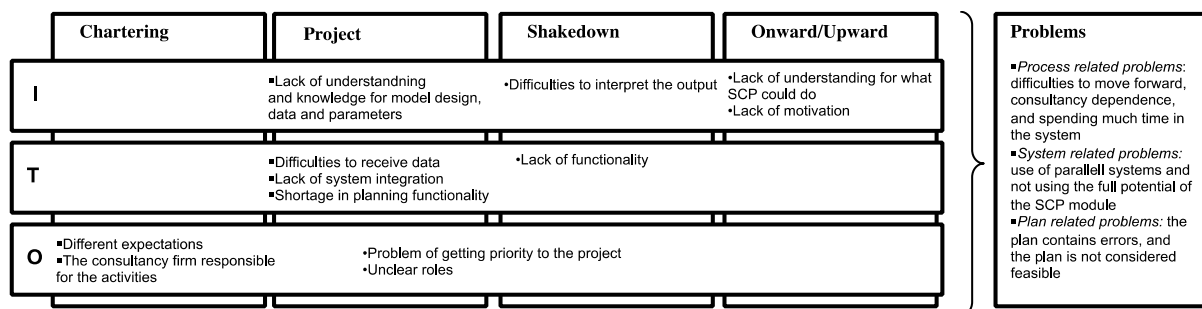 Chartering
Project
Shakedown
Onward/Upward
I
▪Lack of understandning
and knowledge for model design,
data and parameters
•Difficulties to interpret the output
•Lack of understanding for what
SCP could do
•Lack of motivation
T
▪Difficulties to receive data
▪Lack of system integration
▪Shortage in planning functionality
•Lack of functionality
O
▪Different expectations
▪The consultancy firm responsible
for the activities
•Problem of getting priority to the project
•Unclear roles
Problems
▪Process related problems:
difficulties to move forward,
consultancy dependence,
and spending much time in
the system
▪System related problems:
use of parallell systems and
not using the full potential of
the SCP module
▪Plan related problems: the
plan contains errors, and
the plan is not considered
feasible